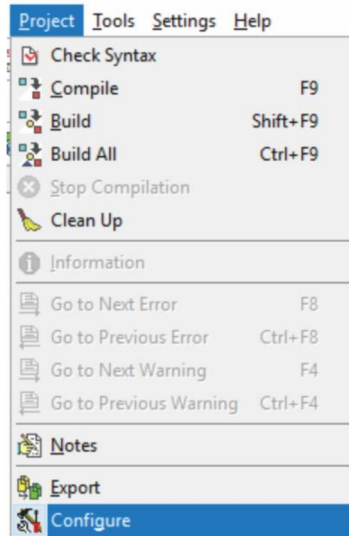 Project Tools Settings Help
Check Syntax
Compile F9
Build Shift+F9
Build All Ctrl+F9
Stop Compilation
Clean Up
Information
Go to Next Error F8
Go to Previous Error Ctrl+F8
Go to Next Warning F4
Go to Previous Warning Ctrl+F4
Notes
Export
Configure